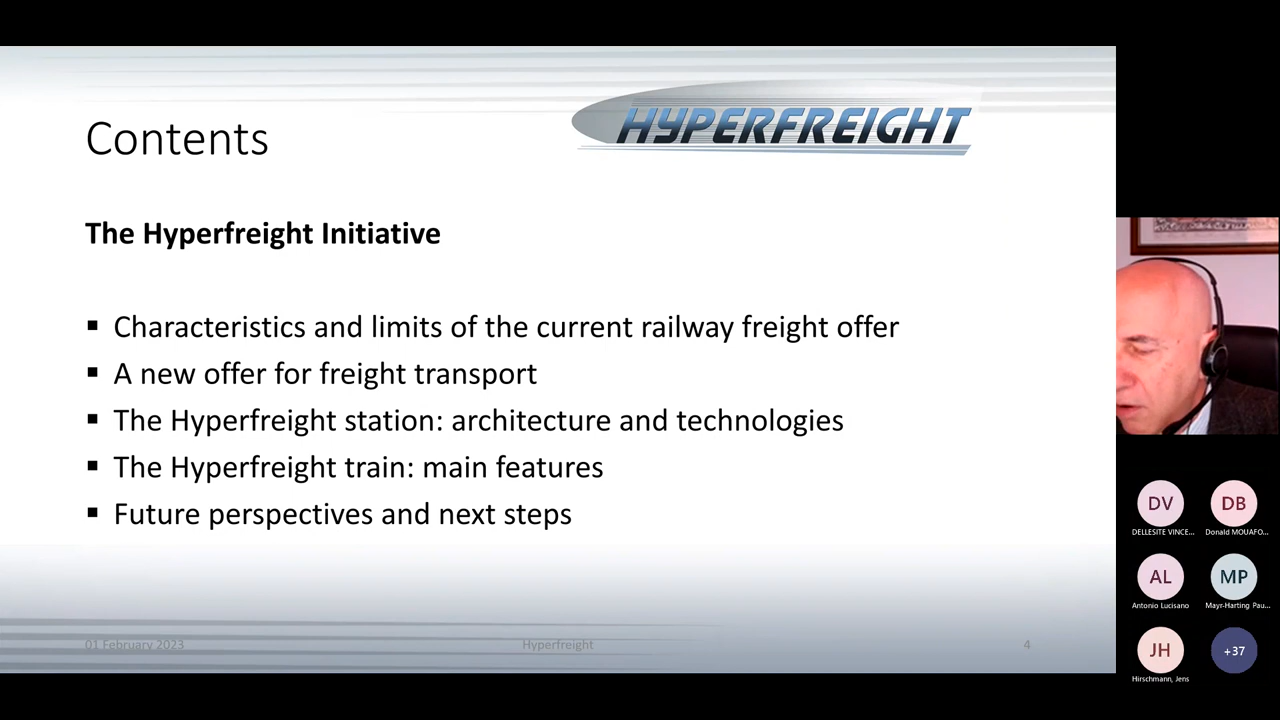 HYPERFREIGHT
Contents
The Hyperfreight Initiative
▪ Characteristics and limits of the current railway freight offer
▪ A new offer for freight transport
▪ The Hyperfreight station: architecture and technologies
▪ The Hyperfreight train: main features
▪ Future perspectives and next steps
01 February 2023
Hyperfreight
4
DV
DELLESITE VINCE...
DB
Donald MOUAFO...
AL
Antonio Lucisano
MP
Mayr-Harting Pau...
JH
Hirschmann, Jens
+37